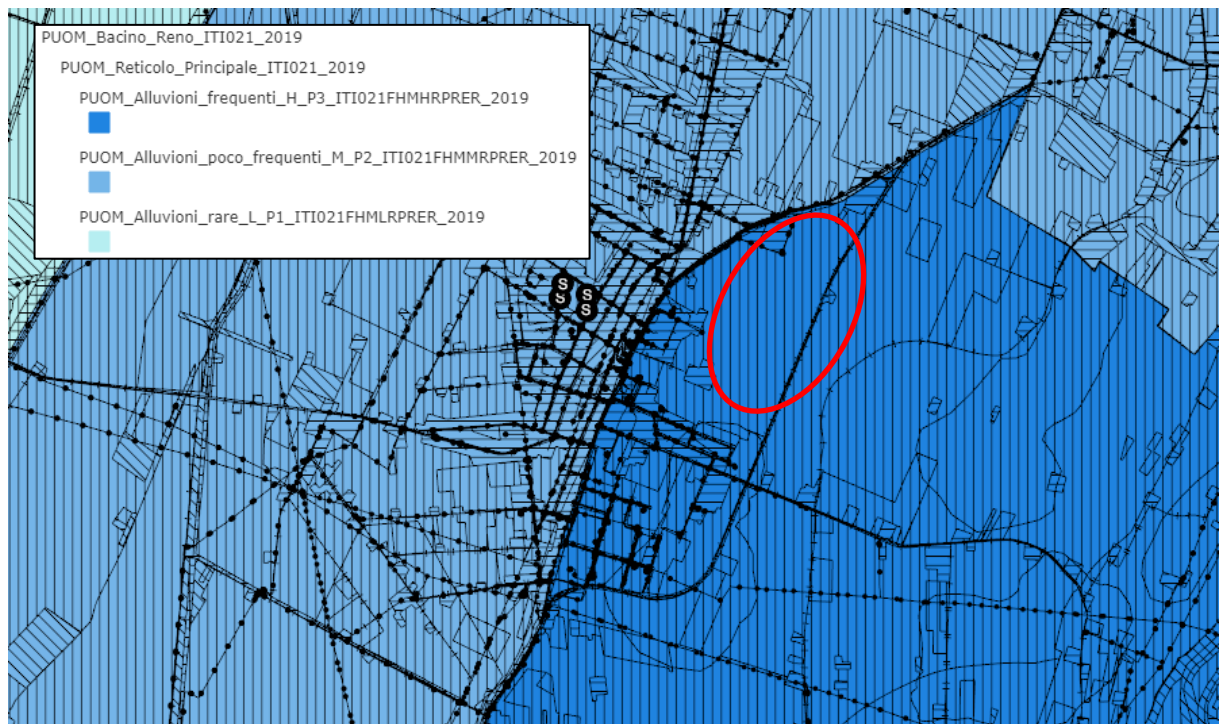 PUOM_Bacino_Reno_ITI021_2019
PUOM_Reticolo_Principale_ITI021_2019
PUOM_Alluvioni_frequenti_H_P3_ITI021FHMHRPRER_2019
PUOM_Alluvioni_poco_frequenti_M_P2_ITI021FHMMRPRER_2019
PUOM_Alluvioni_rare_L_P1_ITI021FHMLRPRER_2019
S
S
S
S